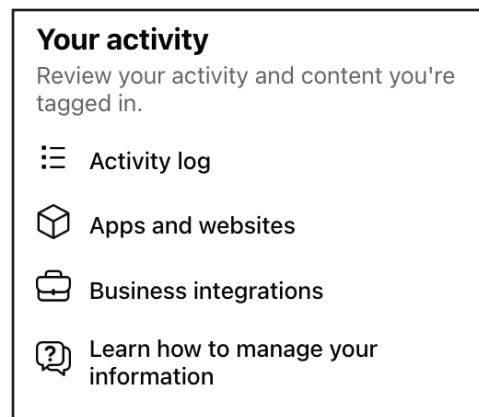 Your activity
Review your activity and content you're
tagged in.
Activity log
Apps and websites
Business integrations
Learn how to manage your
information